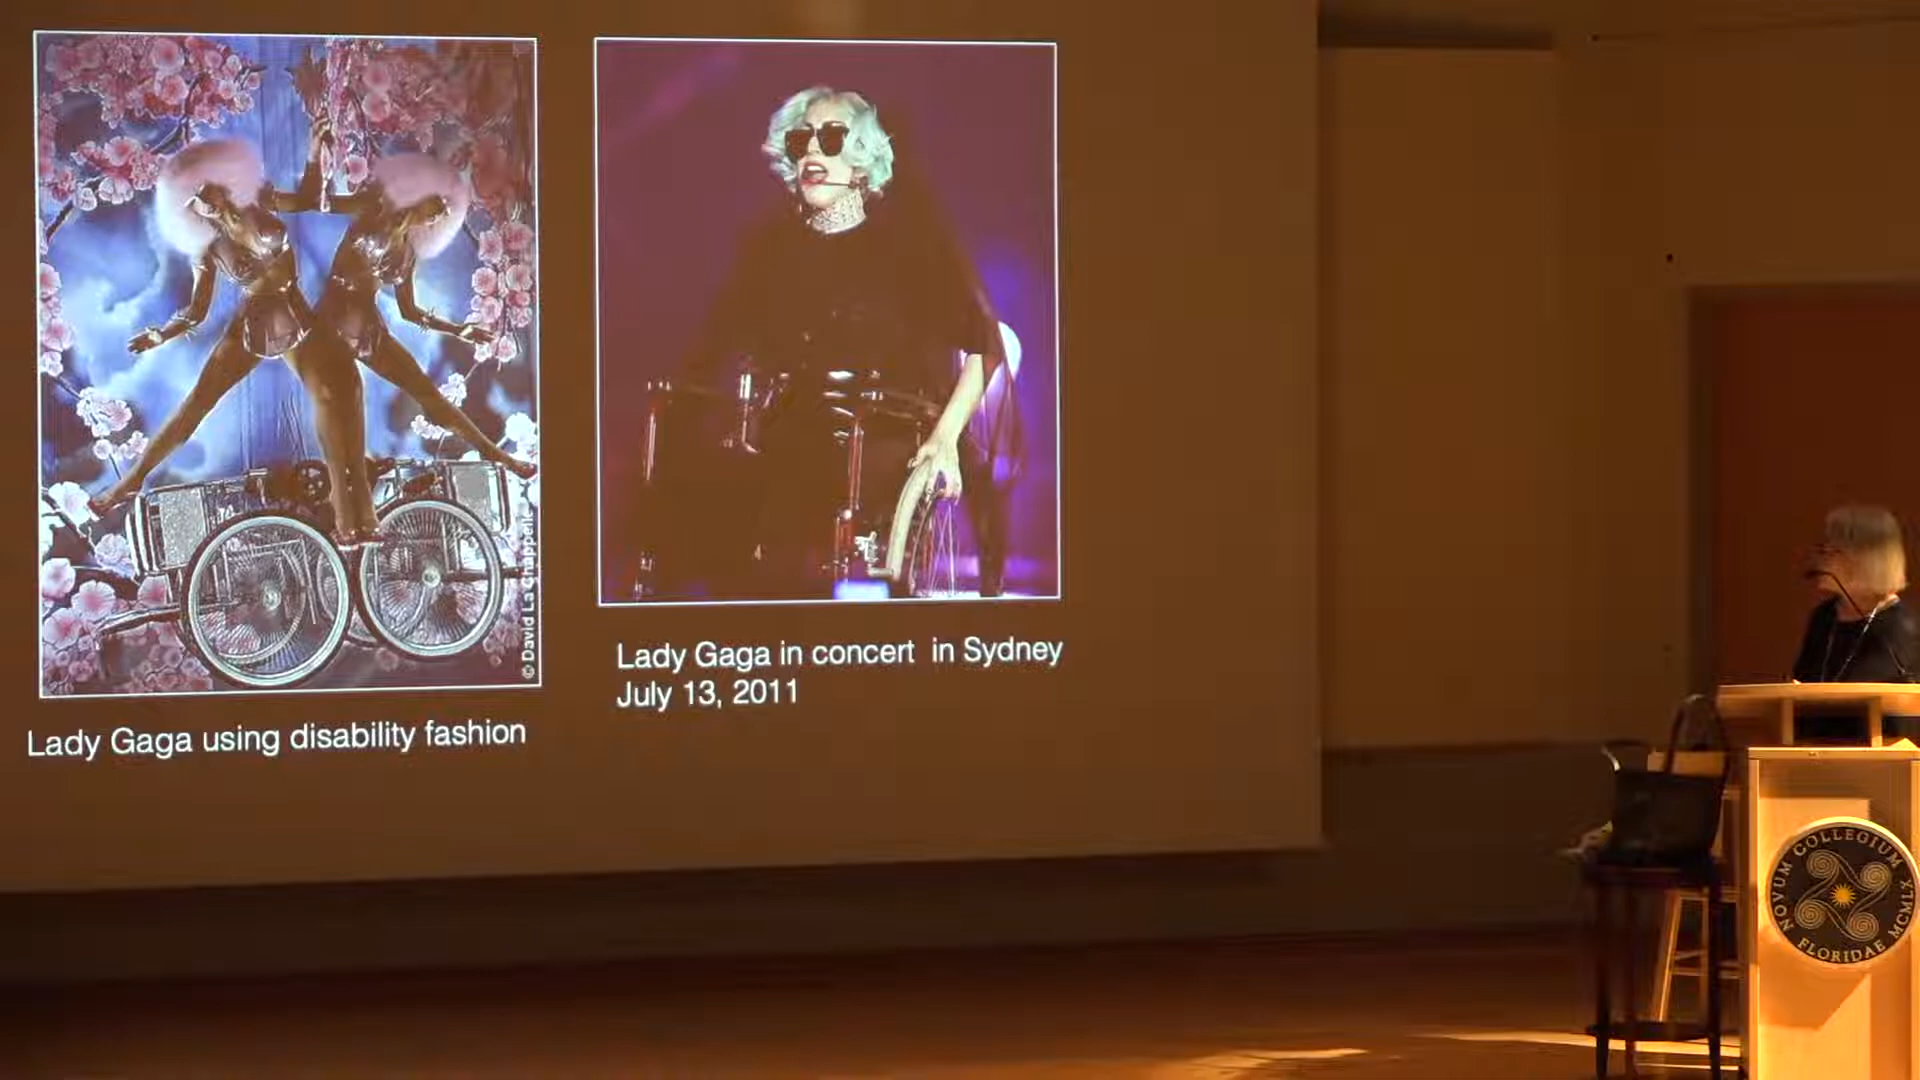 © David La Chappelle
Lady Gaga using disability fashion
Lady Gaga in concert in Sydney
July 13, 2011
NOVUM COLLEGIUM
FLORIDAE MCMLX